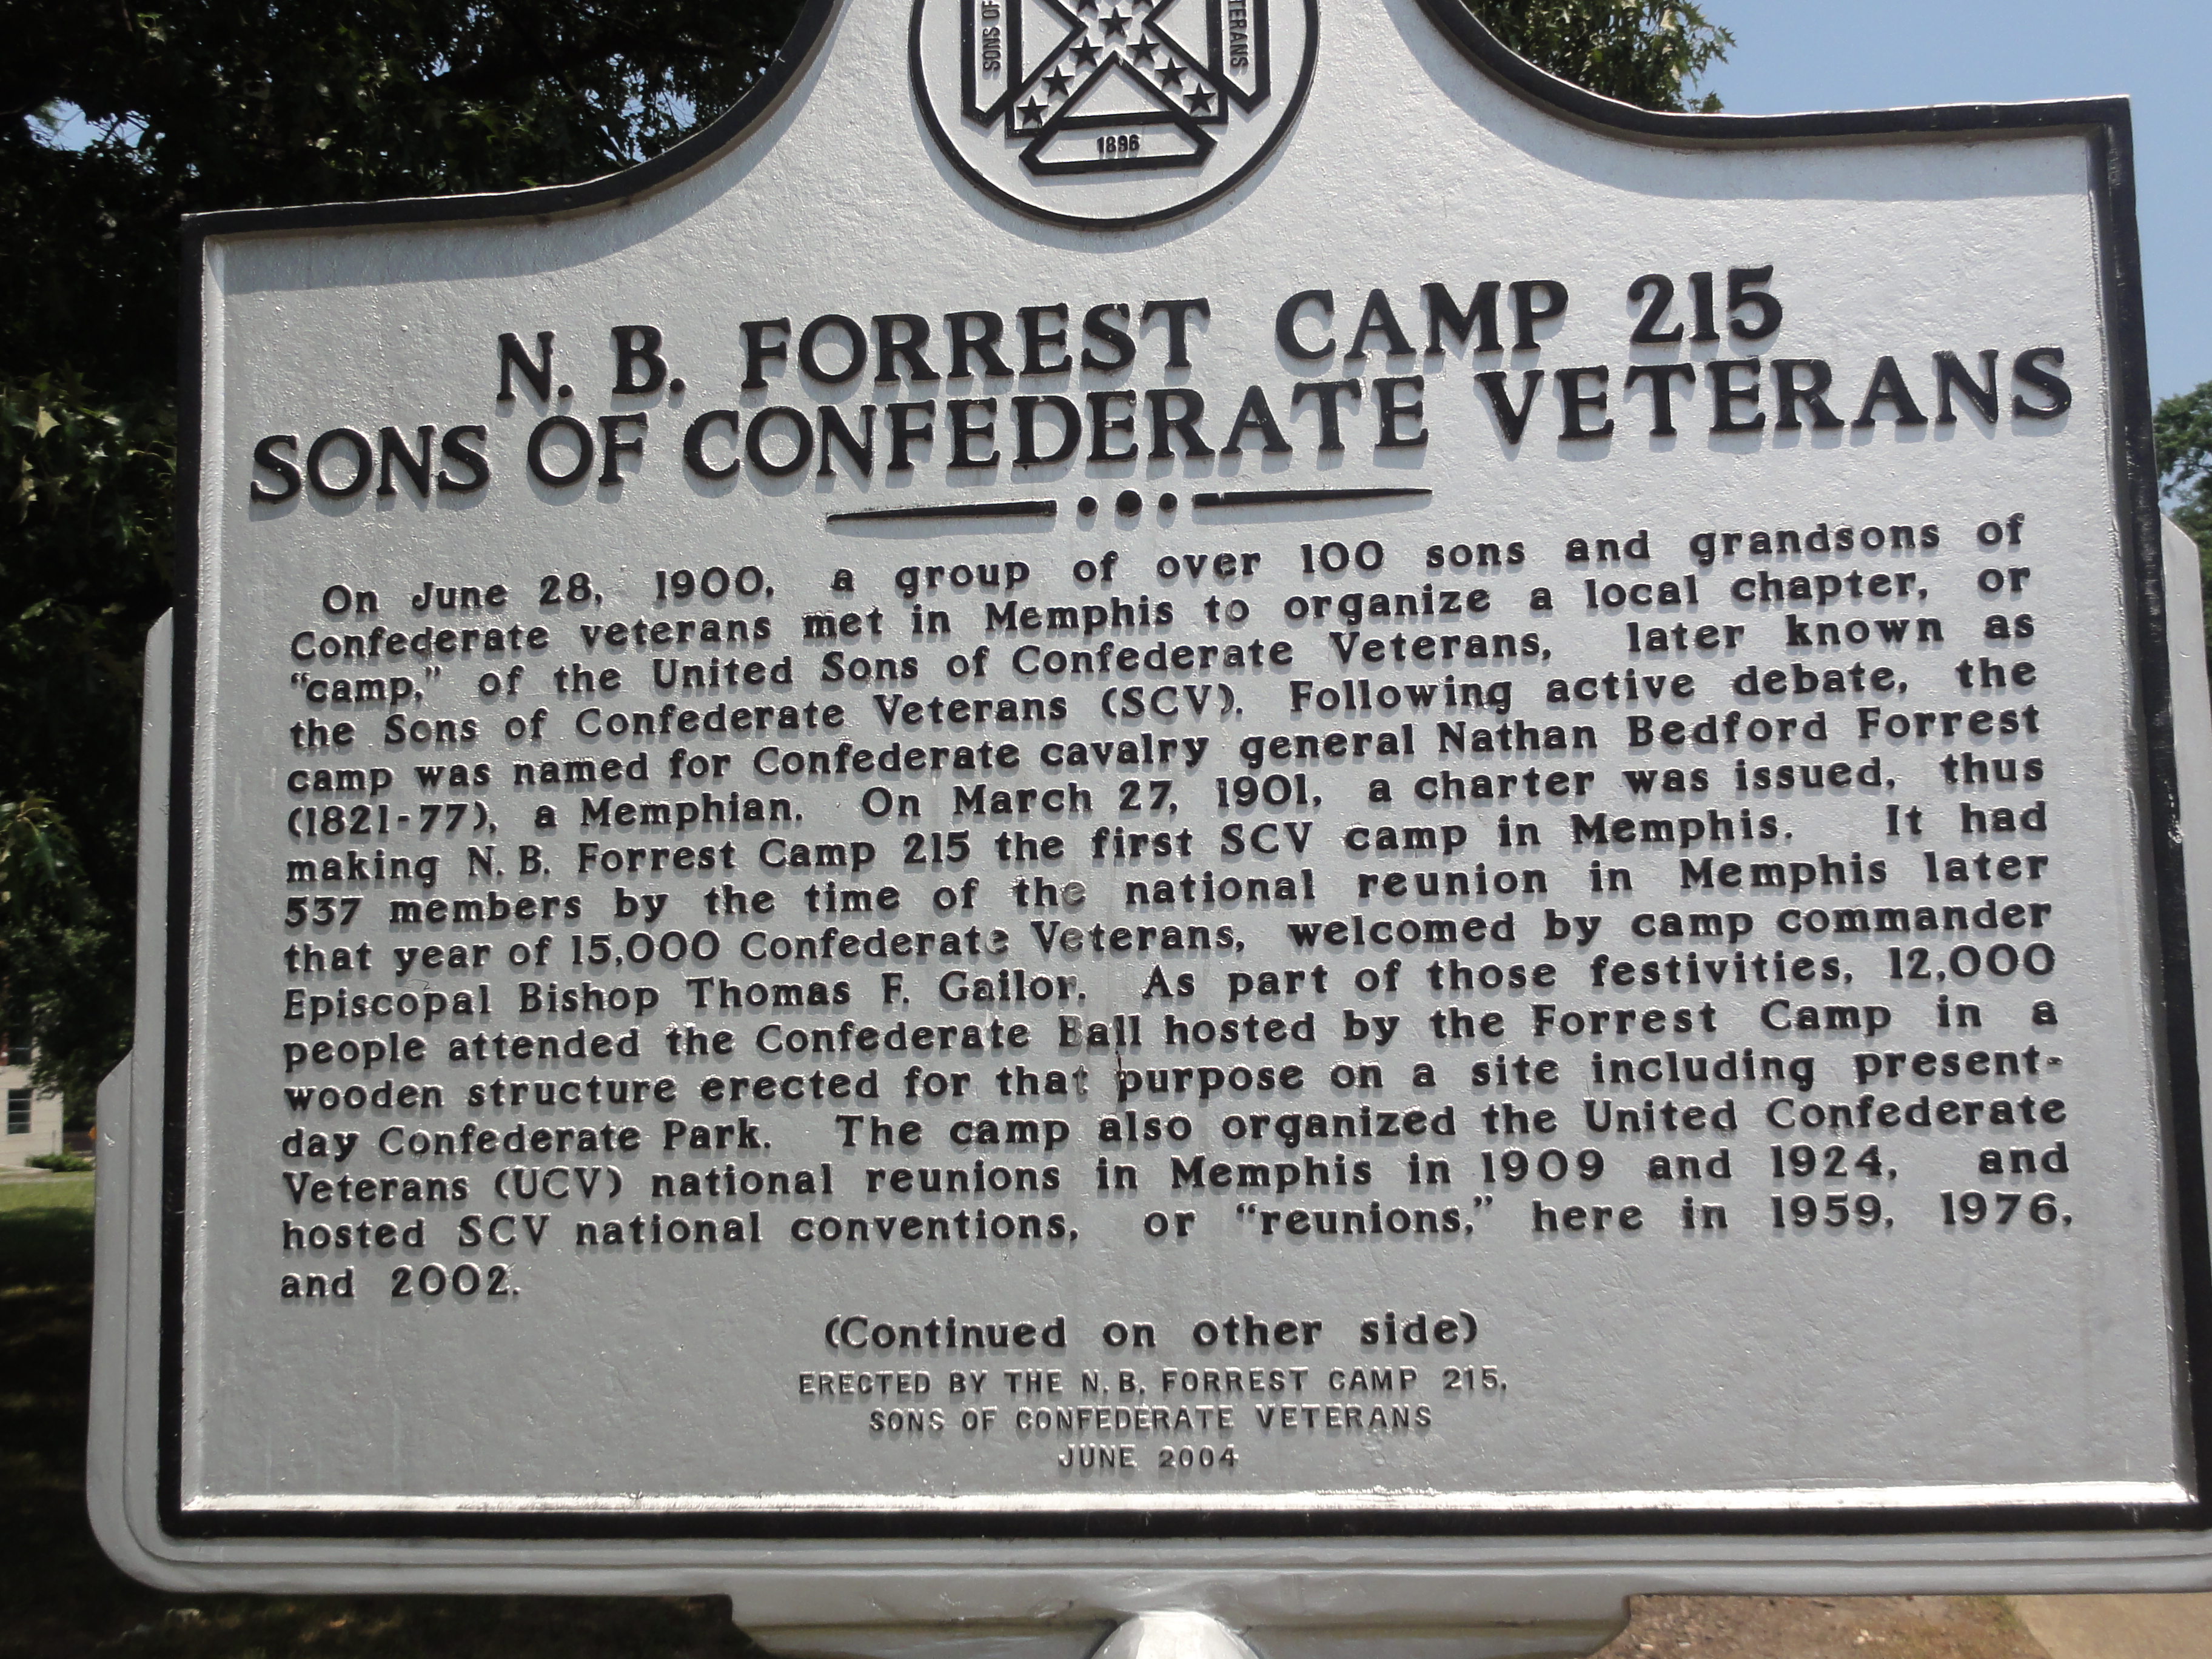 SONS OF
TERANS
1896
N. B. FORREST CAMP 215
SONS OF CONFEDERATE VETERANS
On June 28, 1900, a group of over 100 sons and grandsons of
Confederate veterans met in Memphis to organize a local chapter, or
“camp,” of the United Sons of Confederate Veterans, later known as
the Sons of Confederate Veterans (SCV). Following active debate, the
camp was named for Confederate cavalry general Nathan Bedford Forrest
(1821-77), a Memphian. On March 27, 1901, a charter was issued, thus
making N. B. Forrest Camp 215 the first SCV camp in Memphis. It had
537 members by the time of the national reunion in Memphis later
that year of 15,000 Confederate Veterans, welcomed by camp commander
Episcopal Bishop Thomas F. Gailor. As part of those festivities, 12,000
people attended the Confederate Ball hosted by the Forrest Camp in a
wooden structure erected for that purpose on a site including present-
day Confederate Park. The camp also organized the United Confederate
Veterans (UCV) national reunions in Memphis in 1909 and 1924, and
hosted SCV national conventions, or “reunions,” here in 1959, 1976,
and 2002.
(Continued on other side)
ERECTED BY THE N. B. FORREST CAMP 215,
SONS OF CONFEDERATE VETERANS
JUNE 2004